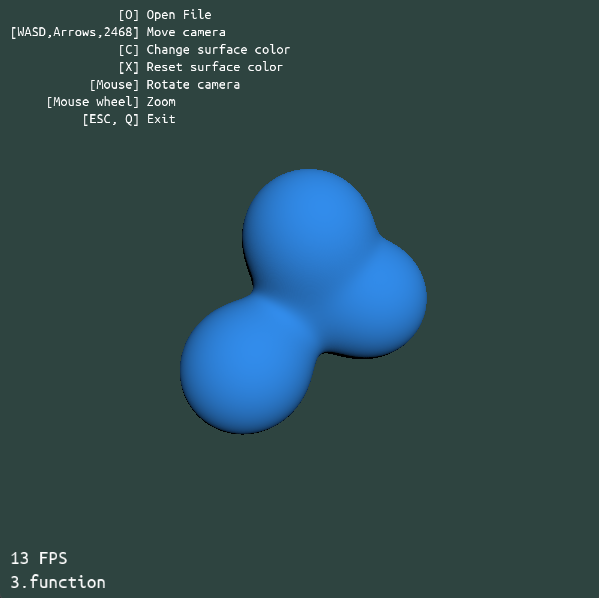 [O] Open File
[WASD,Arrows,2468] Move camera
[C] Change surface color
[X] Reset surface color
[Mouse] Rotate camera
[Mouse wheel] Zoom
[ESC, Q] Exit
13 FPS
3.function